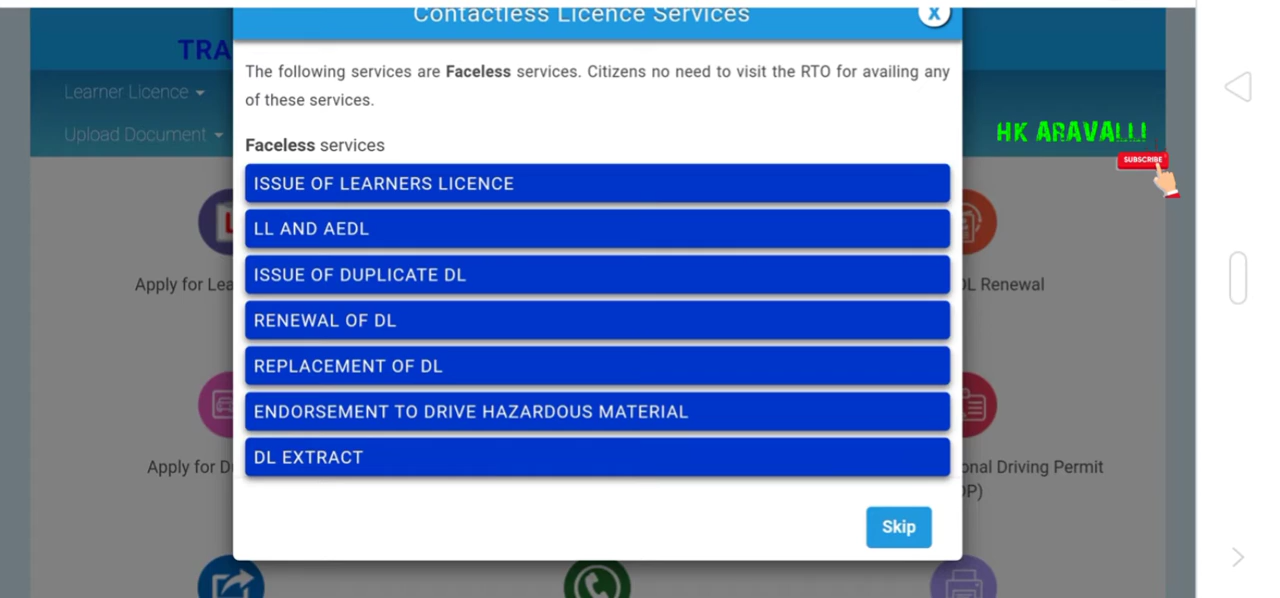 Contactless Licence Services
X
TRA
Learner Licence
Upload Document
The following services are Faceless services. Citizens no need to visit the RTO for availing any
of these services.
HK ARAVALLI
SUBSCRIBE
Faceless services
ISSUE OF LEARNERS LICENCE
LL AND AEDL
ISSUE OF DUPLICATE DL
RENEWAL OF DL
REPLACEMENT OF DL
ENDORSEMENT TO DRIVE HAZARDOUS MATERIAL
DL EXTRACT
Skip
Apply for Lea
DL Renewal
Apply for D
onal Driving Permit
DP)